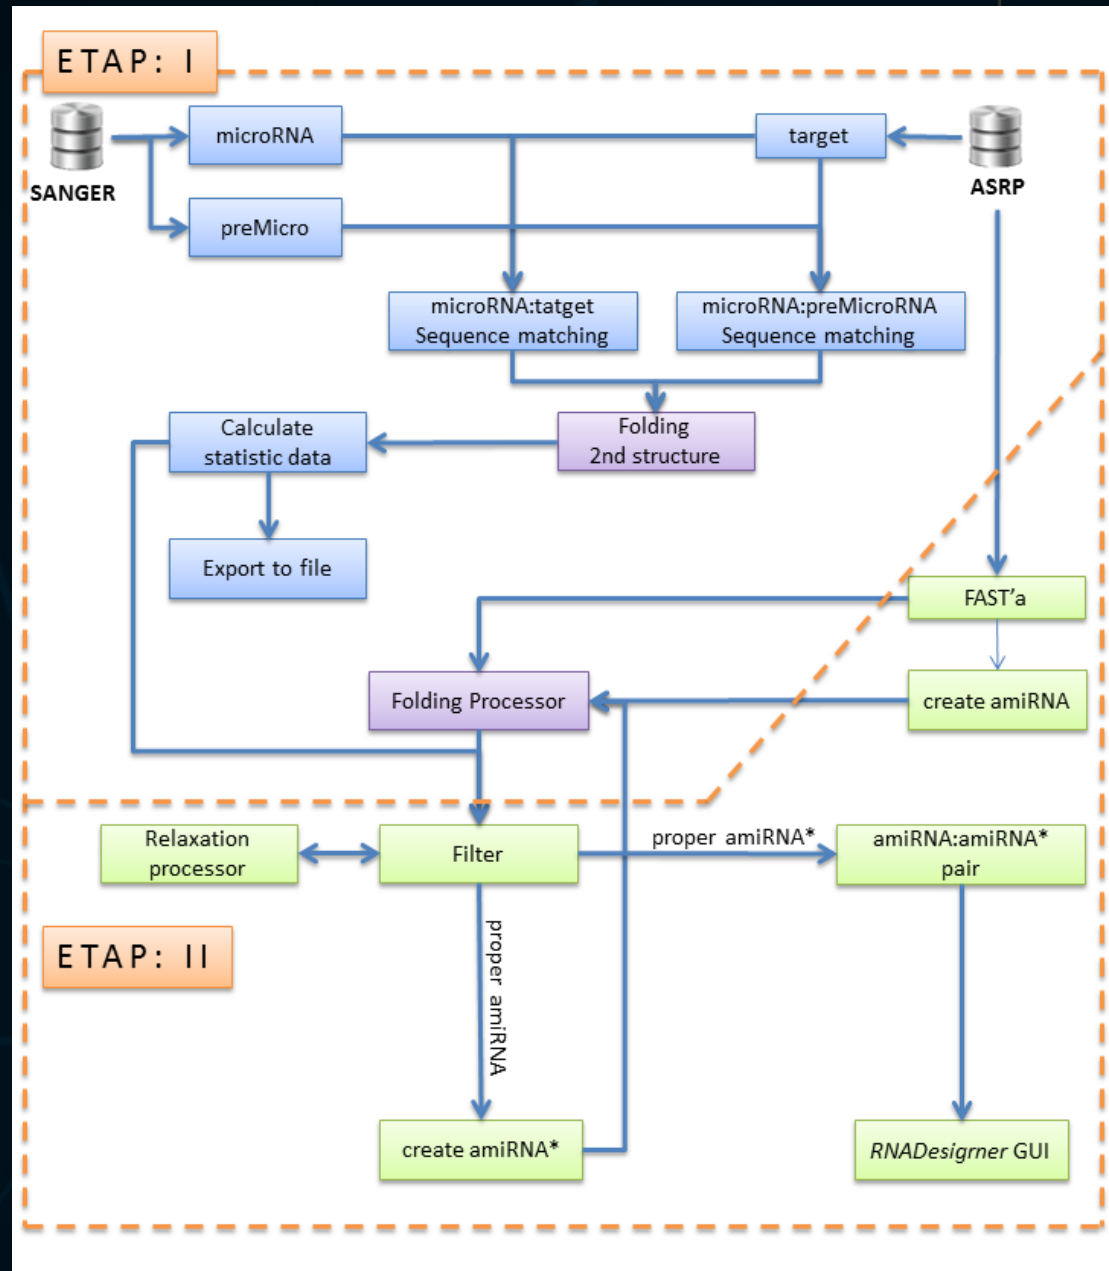 ETAP: I
microRNA
target
SANGER
ASRP
preMicro
microRNA:tatget
Sequence matching
microRNA:preMicroRNA
Sequence matching
Calculate
statistic data
Folding
2nd structure
Export to file
FAST'a
Folding Processor
create amiRNA
Relaxation
processor
Filter
proper amiRNA*
amiRNA:amiRNA*
pair
ETAP: II
proper amiRNA
create amiRNA*
RNADesigrner GUI